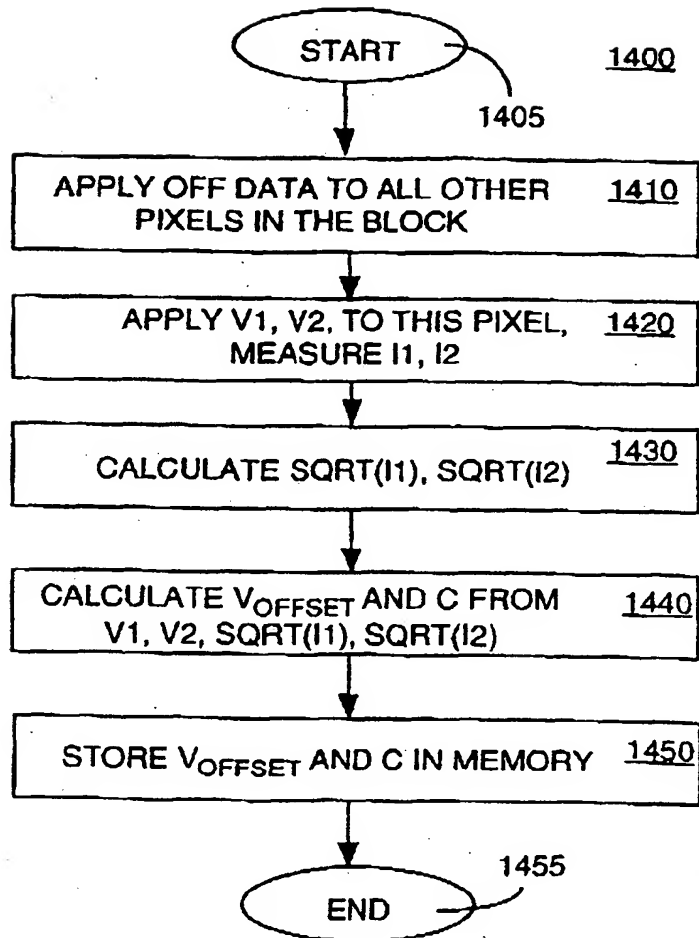 START
1400
1405
APPLY OFF DATA TO ALL OTHER
PIXELS IN THE BLOCK
1410
APPLY V1, V2, TO THIS PIXEL,
MEASURE I1, I2
1420
CALCULATE SQRT(I1), SQRT(I2)
1430
CALCULATE VOFFSET AND C FROM
V1, V2, SQRT(I1), SQRT(I2)
1440
STORE VOFFSET AND C IN MEMORY
1450
1455
END